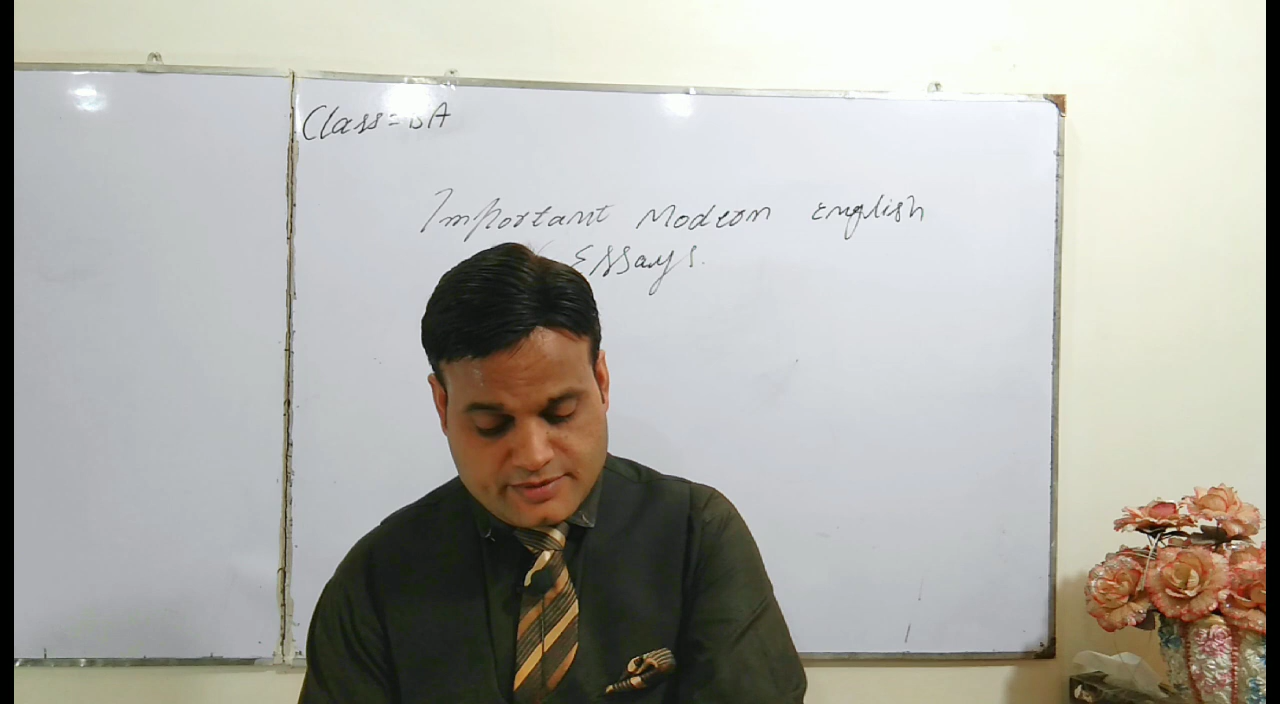 Class = BA
Important Modern English
Essays.